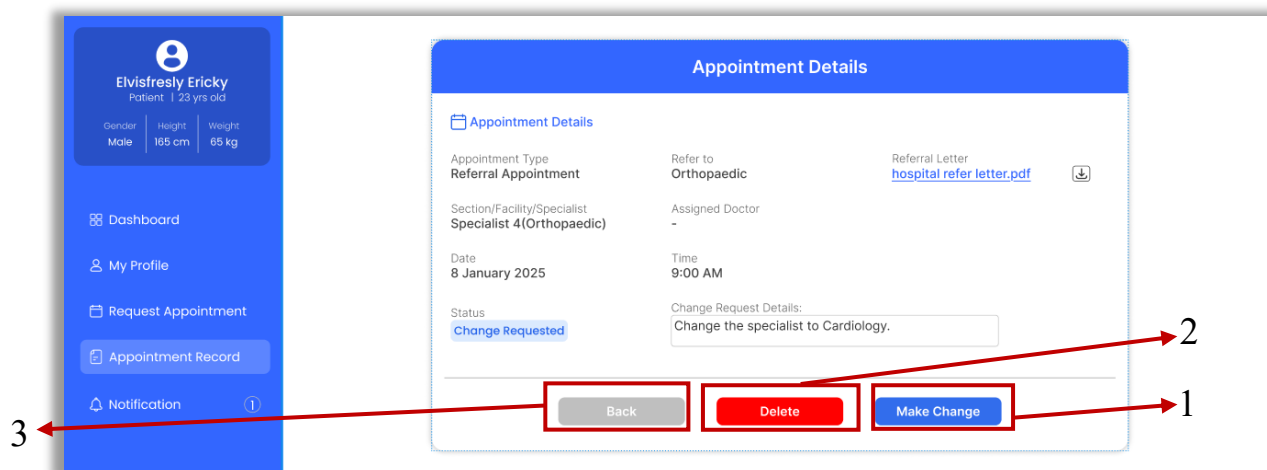 Elvisfresly Ericky
Patient | 23 yrs old
Gender Height Weight
Male 165 cm 65 kg
Dashboard
My Profile
Request Appointment
Appointment Record
Notification 1
Appointment Details
Appointment Details
Appointment Type Refer to Referral Letter
Referral Appointment Orthopaedic hospital refer letter.pdf
Section/Facility/Specialist Assigned Doctor
Specialist 4(Orthopaedic) -
Date Time
8 January 2025 9:00 AM
Status Change Request Details:
Change Requested Change the specialist to Cardiology.
Back Delete Make Change
2
1
3